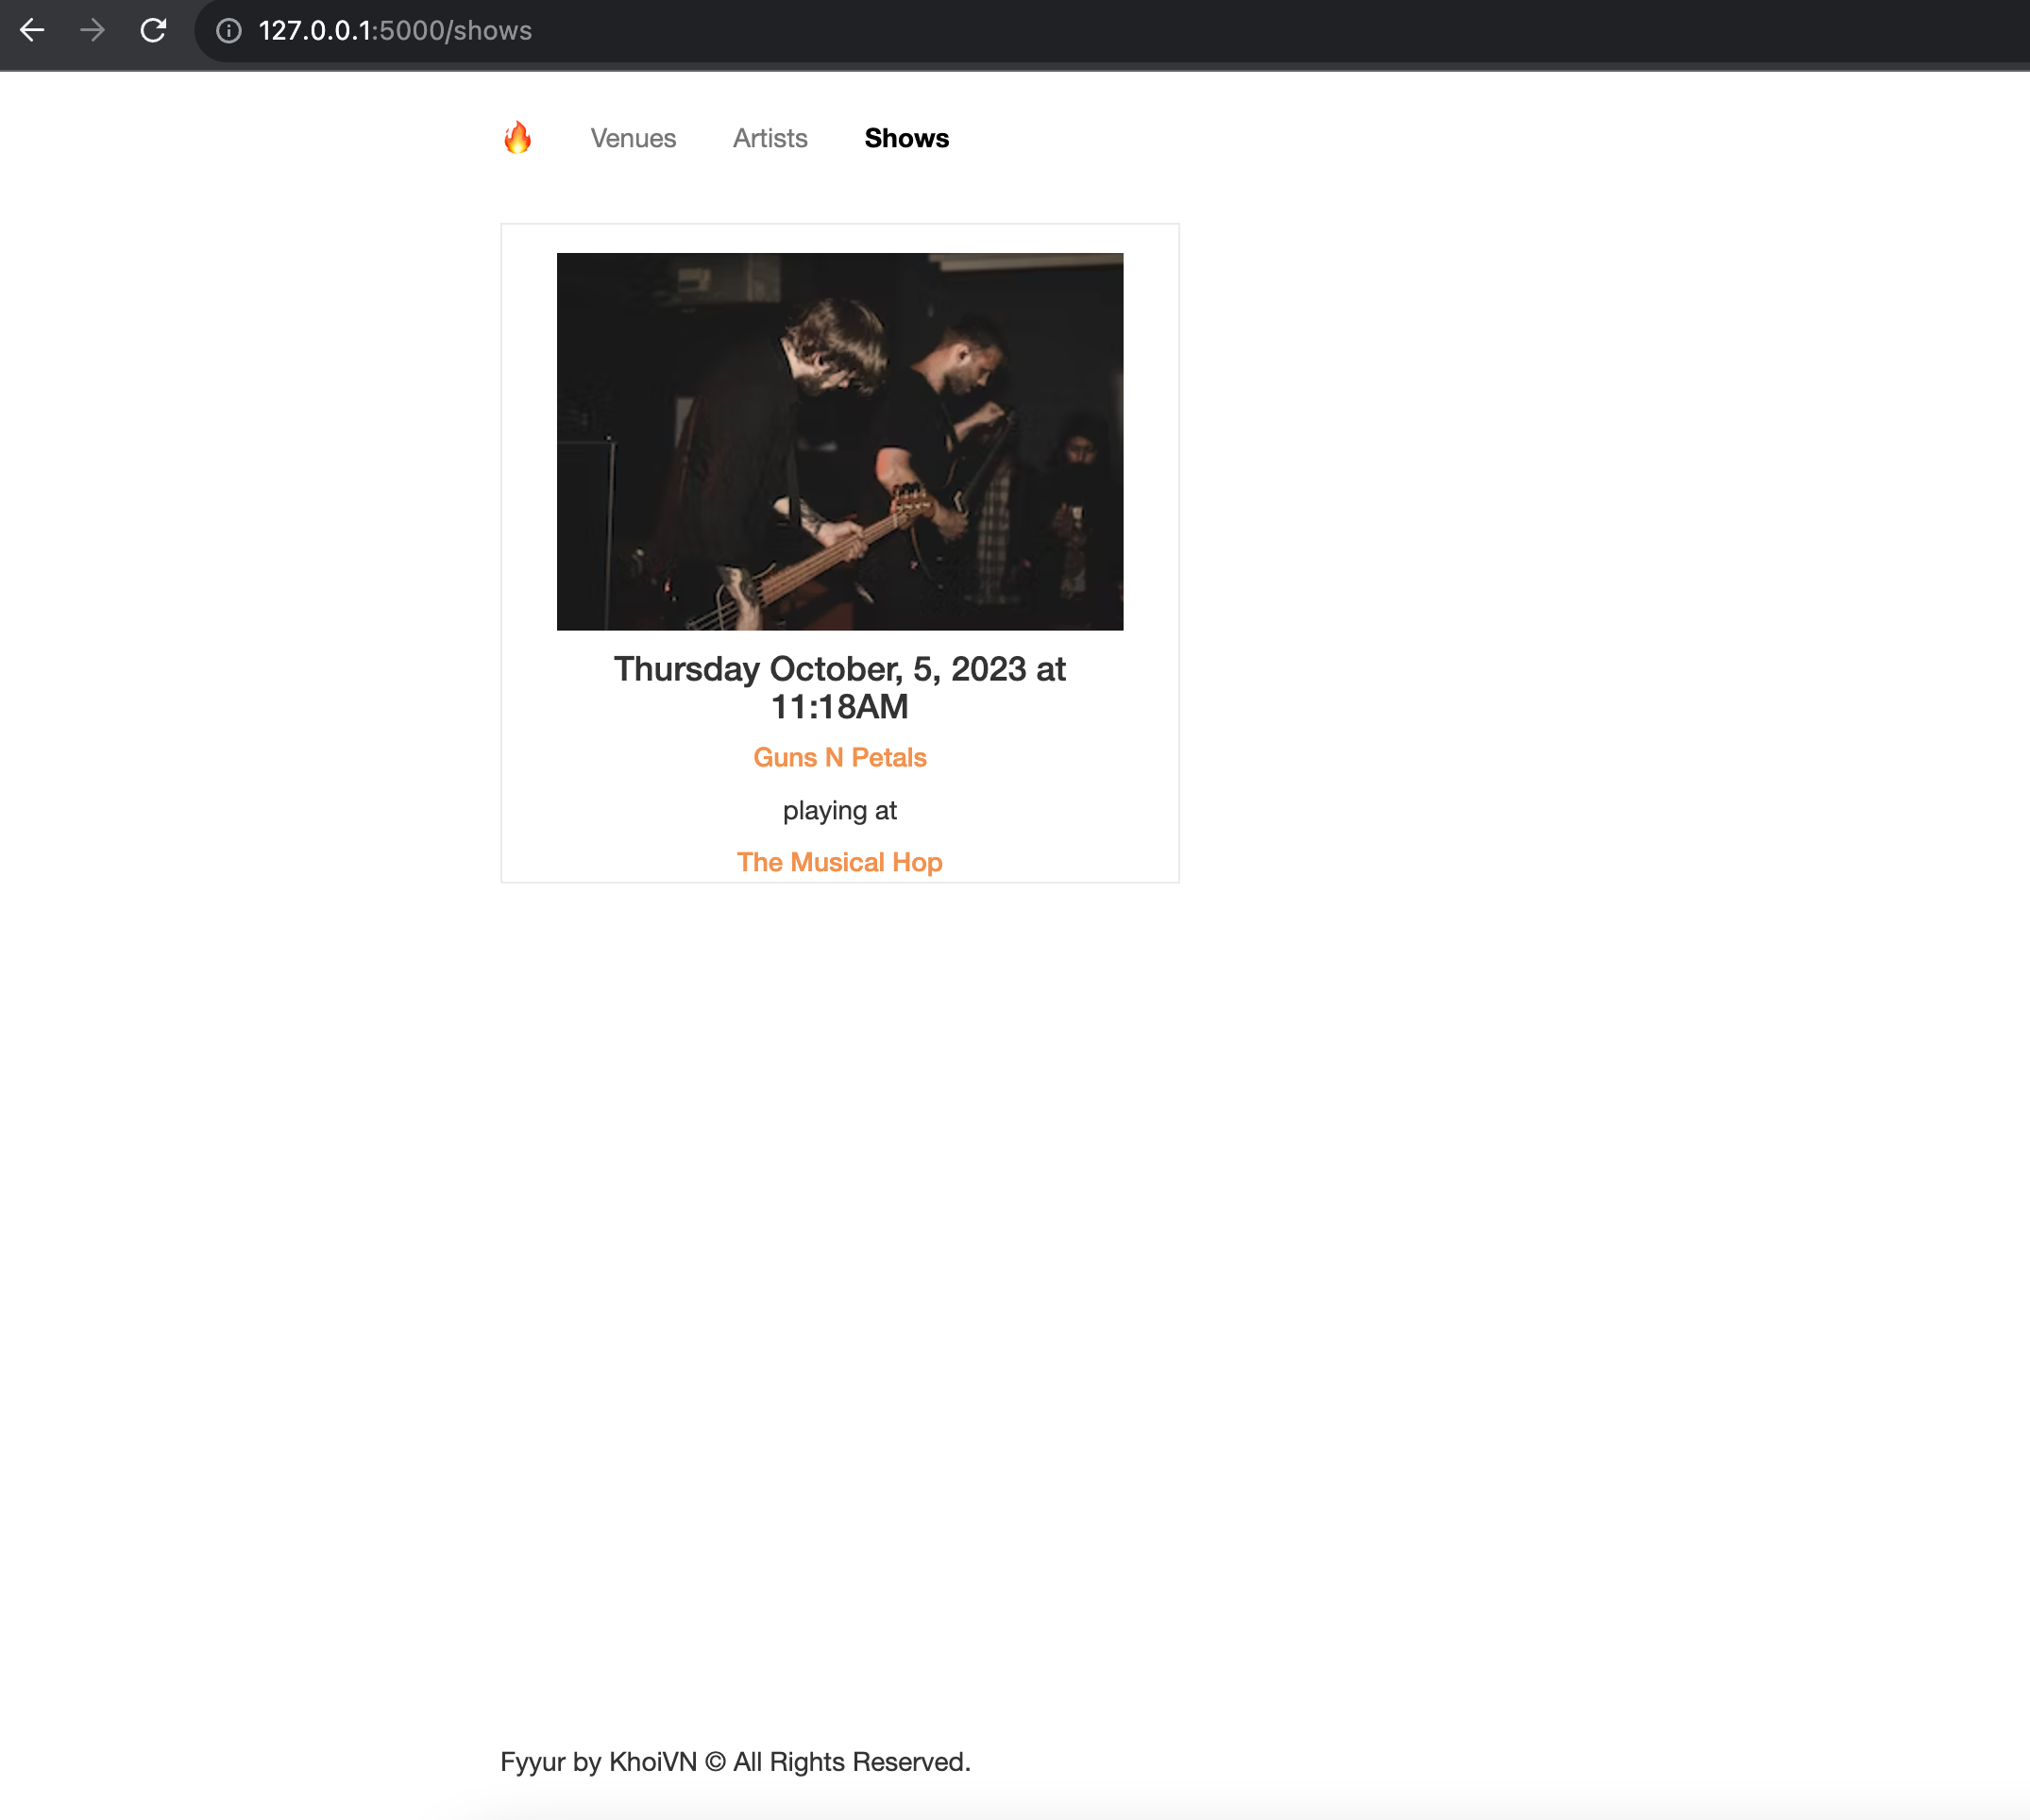 127.0.0.1:5000/shows
🔥 Venues Artists Shows
Thursday October, 5, 2023 at
11:18AM
Guns N Petals
playing at
The Musical Hop
Fyyur by KhoiVN © All Rights Reserved.